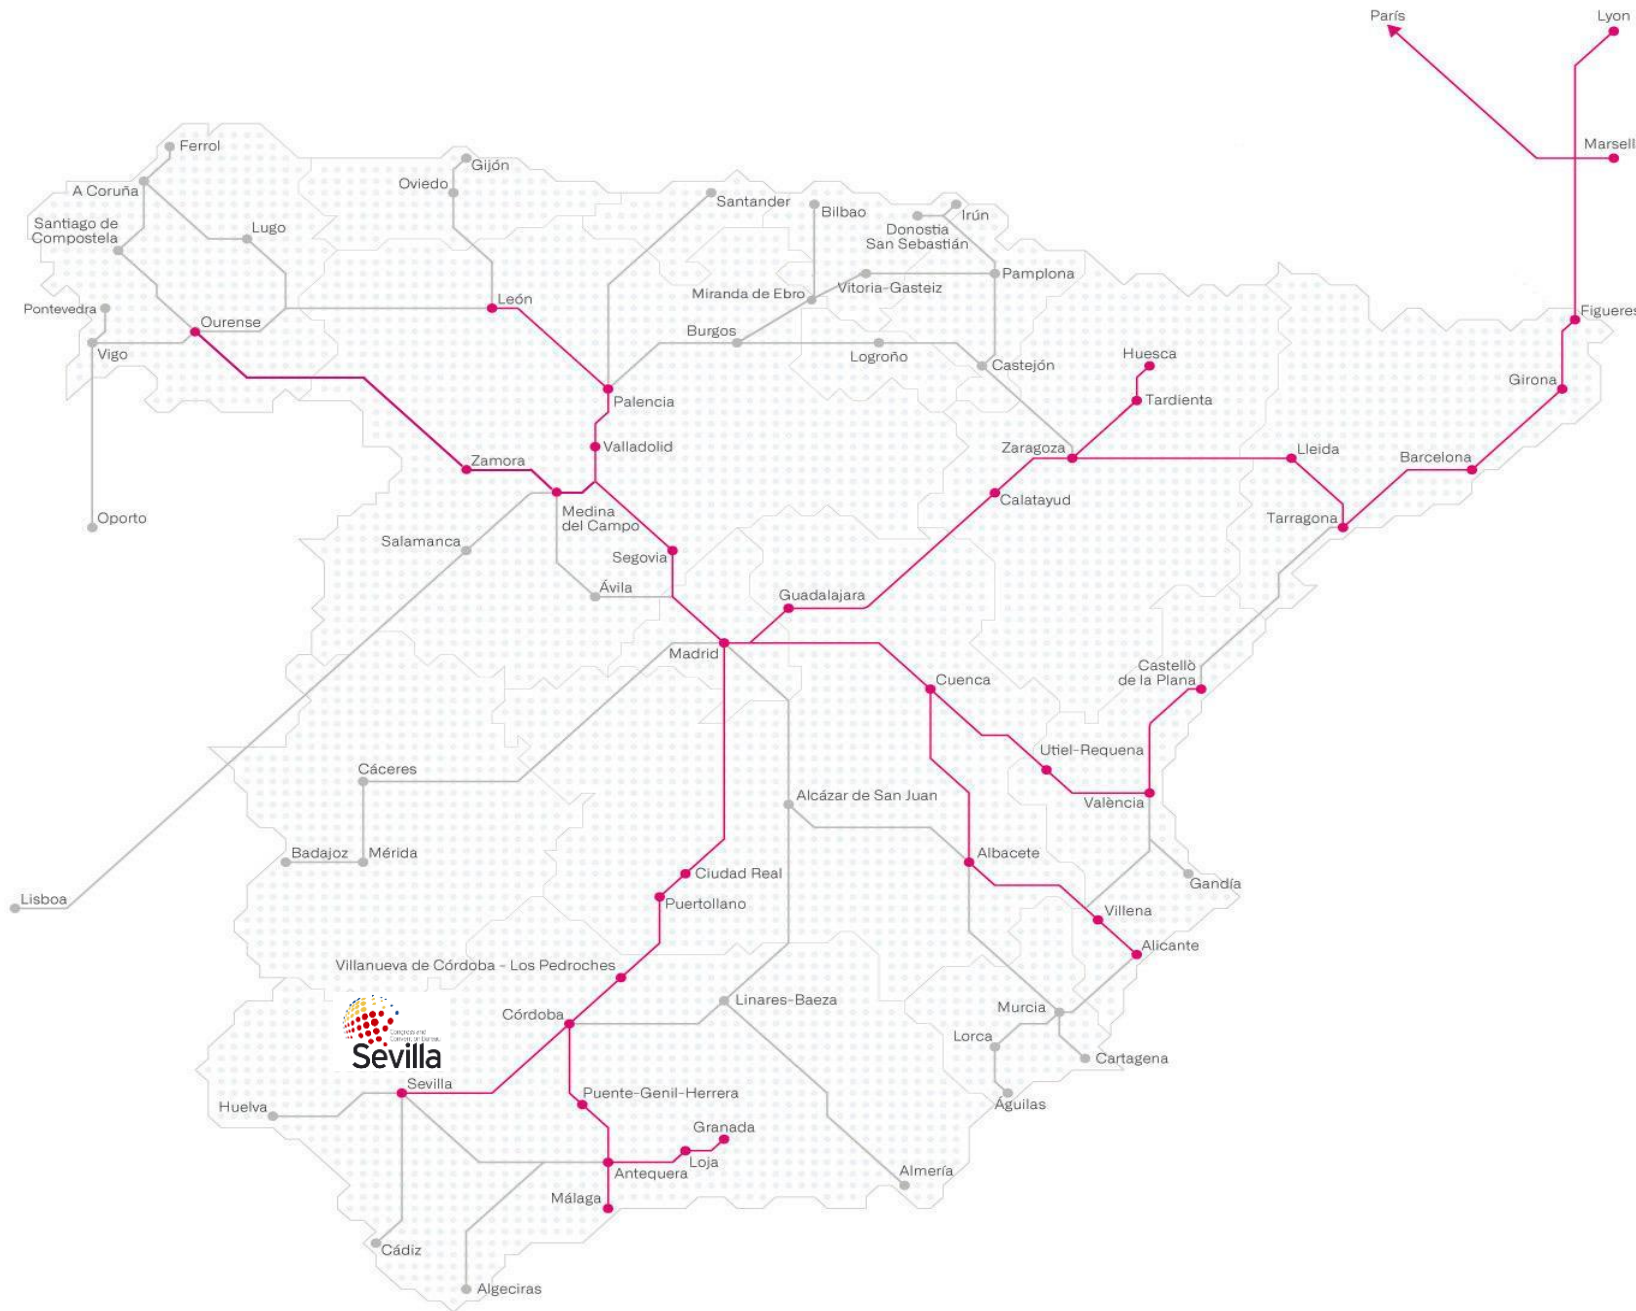 París
Lyon
Marsell
Ferrol
Gijón
A Coruña
Oviedo
Santander
Bilbao
Irún
Donostia
San Sebastián
Santiago de
Compostela
Lugo
Pamplona
Vitoria-Gasteiz
Miranda de Ebro
León
Pontevedra
Ourense
Figueres
Burgos
Vigo
Logroño
Castejón
Huesca
Girona
Palencia
Tardienta
Valladolid
Zaragoza
Lleida
Barcelona
Zamora
Calatayud
Medina
del Campo
Oporto
Tarragona
Salamanca
Segovia
Ávila
Guadalajara
Madrid
Castellò
de la Plana
Cuenca
Utiel-Requena
Cáceres
Alcázar de San Juan
València
Badajoz
Mérida
Albacete
Ciudad Real
Gandía
Lisboa
Puertollano
Villena
Alicante
Villanueva de Córdoba - Los Pedroches
Linares-Baeza
Murcia
Córdoba
Congress and
Convention Bureau
Sevilla
Lorca
Cartagena
Sevilla
Puente-Genil-Herrera
Huelva
Águilas
Granada
Loja
Antequera
Almería
Málaga
Cádiz
Algeciras